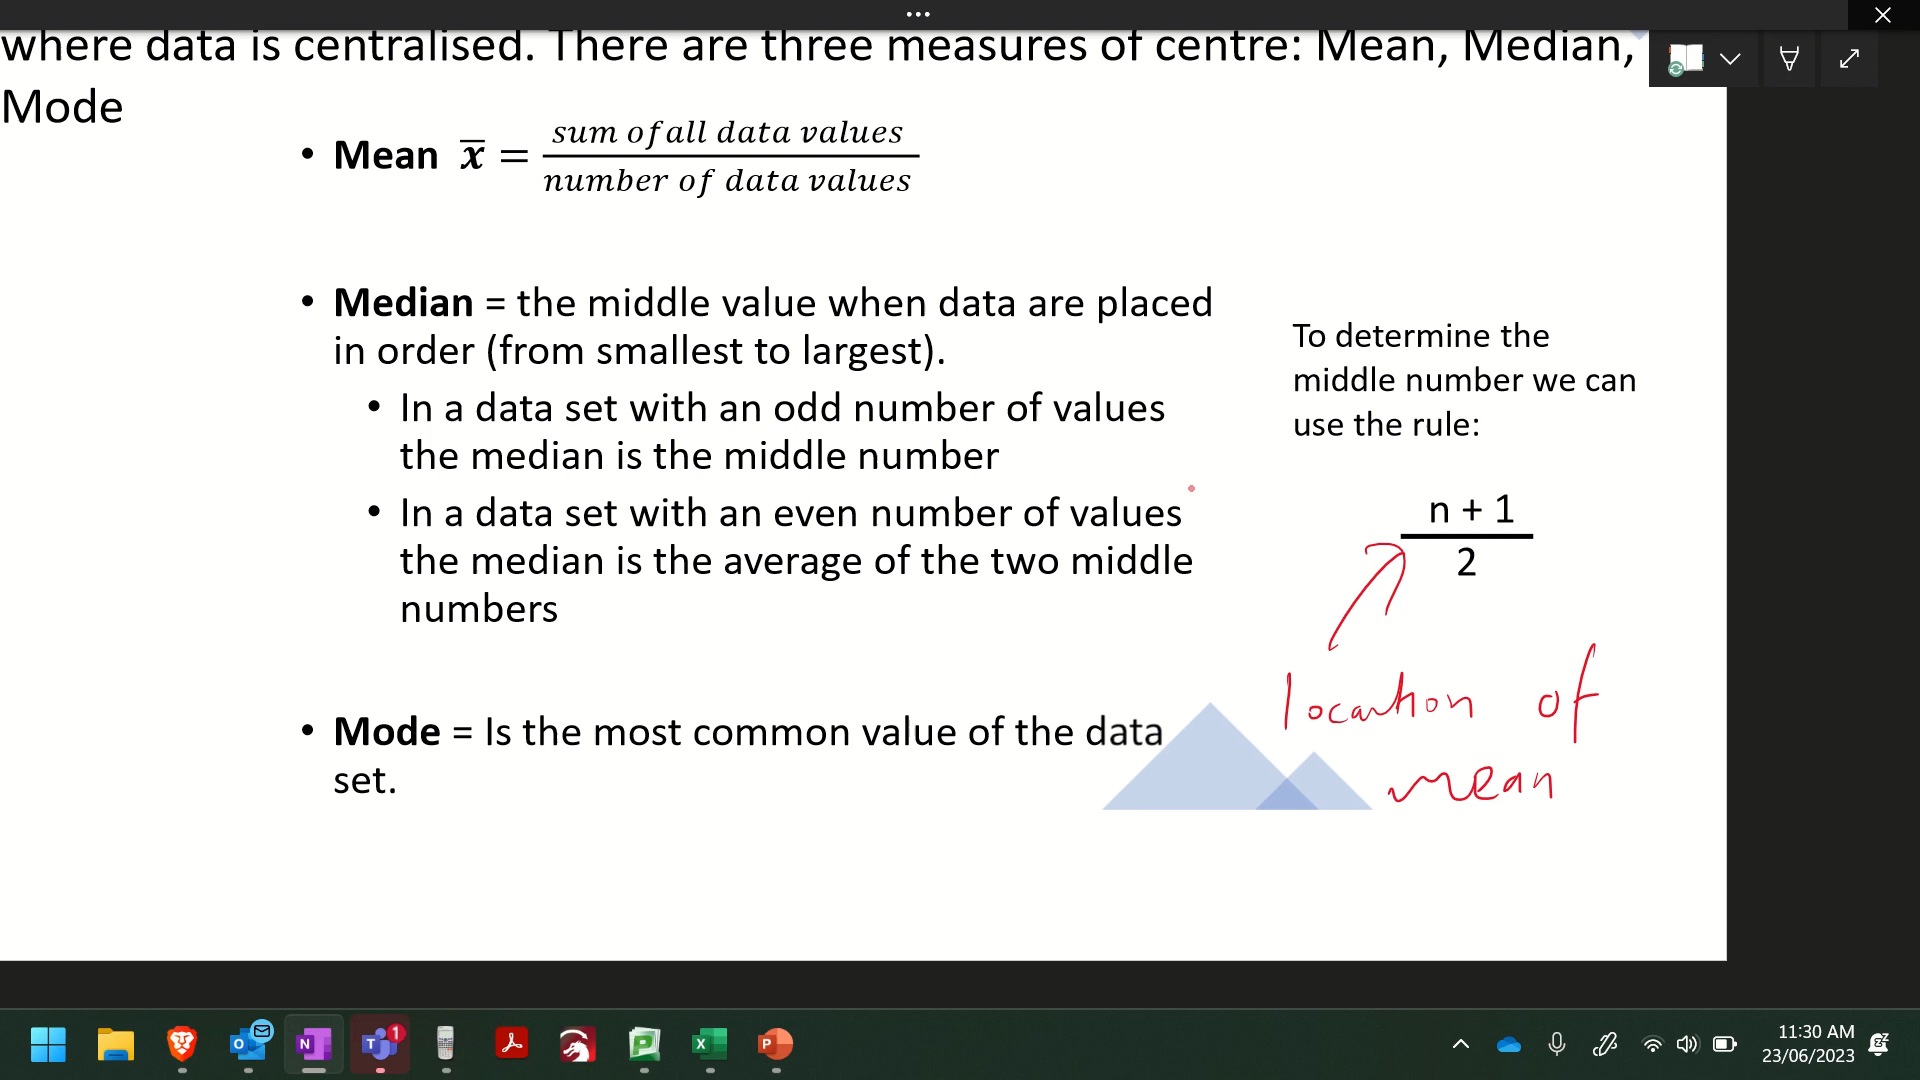 where data is centralised. There are three measures of centre: Mean, Median,
Mode
• Mean x̄ = sum ofall data values
number of data values
• Median = the middle value when data are placed
in order (from smallest to largest).
• In a data set with an odd number of values
the median is the middle number
• In a data set with an even number of values
the median is the average of the two middle
numbers
• Mode = Is the most common value of the data
set.
To determine the
middle number we can
use the rule:
n + 1
2
location of
mean
1
11:30 AM
23/06/2023